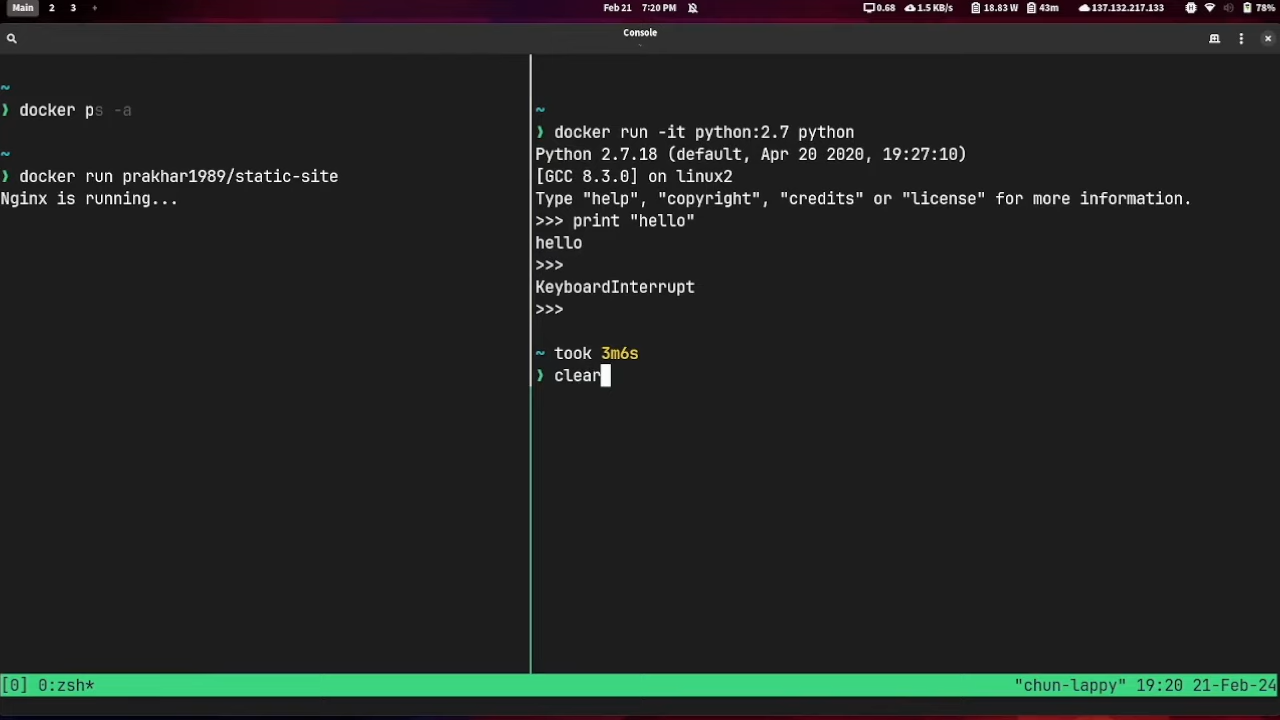 Main 2 3 +
Feb 21 7:20 PM
0.68 1.5 KB/s 18.83 W 43m 137.132.217.133 78%
Console
~
❯ docker ps -a
~
❯ docker run prakhar1989/static-site
Nginx is running...
~
❯ docker run -it python:2.7 python
Python 2.7.18 (default, Apr 20 2020, 19:27:10)
[GCC 8.3.0] on linux2
Type "help", "copyright", "credits" or "license" for more information.
>>> print "hello"
hello
>>>
KeyboardInterrupt
>>>
~ took 3m6s
❯ clear
[0] 0:zsh*
"chun-lappy" 19:20 21-Feb-24